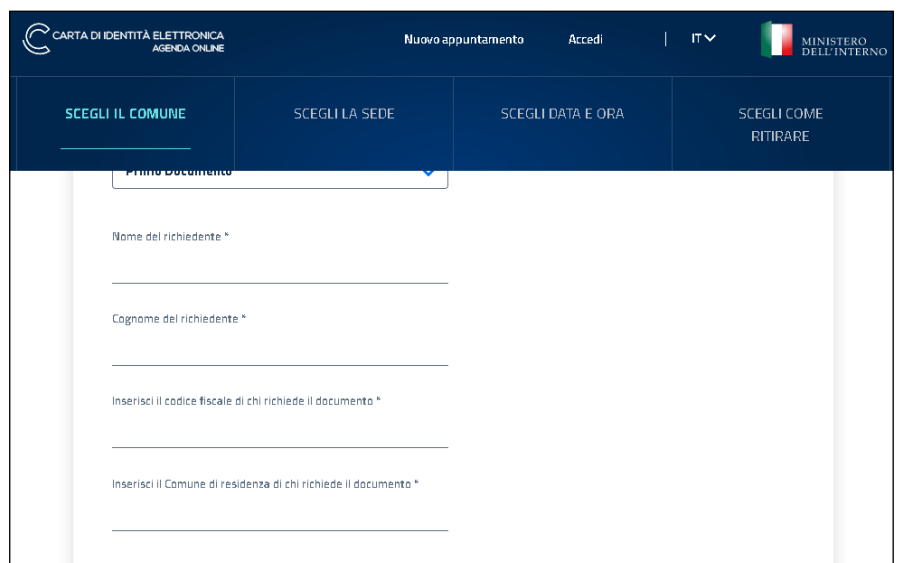 CARTA DI IDENTITÀ ELETTRONICA
AGENDA ONLINE
Nuovo appuntamento
Accedi
|
IT
MINISTERO
DELL'INTERNO
SCEGLI IL COMUNE
SCEGLI LA SEDE
SCEGLI DATA E ORA
SCEGLI COME
RITIRARE
Primo Documento
Nome del richiedente *
Cognome del richiedente *
Inserisci il codice fiscale di chi richiede il documento *
Inserisci il Comune di residenza di chi richiede il documento *